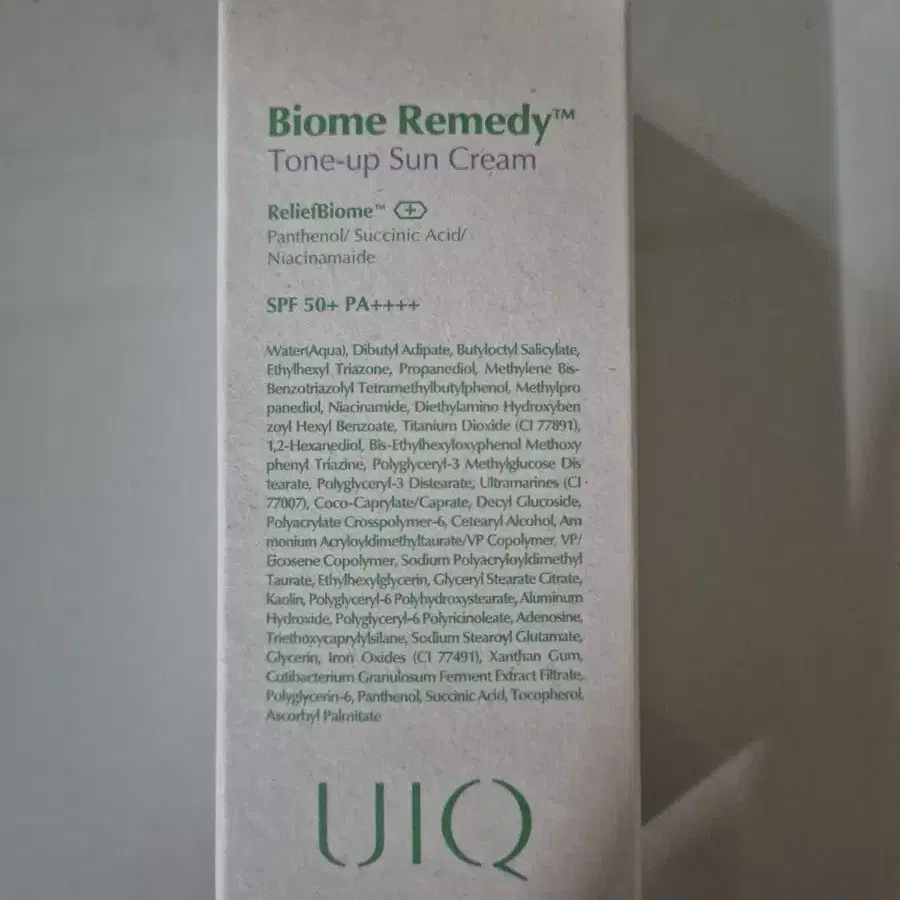 Biome Remedy™
Tone-up Sun Cream
ReliefBiome™
Panthenol/ Succinic Acid/
Niacinamaide
SPF 50+ PA++++
Water(Aqua), Dibutyl Adipate, Butyloctyl Salicylate,
Ethylhexyl Triazone, Propanediol, Methylene Bis-
Benzotriazolyl Tetramethylbutylphenol, Methylpro
panediol, Niacinamide, Diethylamino Hydroxyben
zoyl Hexyl Benzoate, Titanium Dioxide (CI 77891),
1,2-Hexanediol, Bis-Ethylhexyloxyphenol Methoxy
phenyl Triazine, Polyglyceryl-3 Methylglucose Dis
tearate, Polyglyceryl-3 Distearate, Ultramarines (CI
77007), Coco-Caprylate/Caprate, Decyl Glucoside,
Polyacrylate Crosspolymer-6, Cetearyl Alcohol, Am
monium Acryloyldimethyltaurate/VP Copolymer, VP/
Eicosene Copolymer, Sodium Polyacryloyldimethyl
Taurate, Ethylhexylglycerin, Glyceryl Stearate Citrate,
Kaolin, Polyglyceryl-6 Polyhydroxystearate, Aluminum
Hydroxide, Polyglyceryl-6 Polyricinoleate, Adenosine,
Triethoxycaprylylsilane, Sodium Stearoyl Glutamate,
Glycerin, Iron Oxides (CI 77491), Xanthan Gum,
Cutibacterium Granulosum Ferment Extract Filtrate,
Polyglycerin-6, Panthenol, Succinic Acid, Tocopherol,
Ascorbyl Palmitate
UIQ